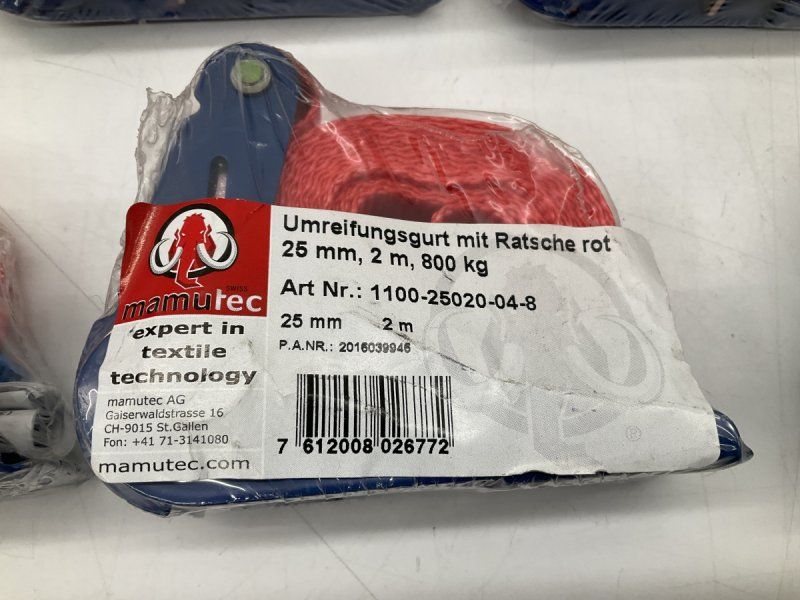 SWISS
mamutec
expert in
textile
technology
mamutec AG
Gaiserwaldstrasse 16
CH-9015 St.Gallen
Fon: +41 71-3141080
mamutec.com
Umreifungsgurt mit Ratsche rot
25 mm, 2 m, 800 kg
Art Nr.: 1100-25020-04-8
25 mm 2 m
P.A.NR.: 2016039946
7 612008 026772
®